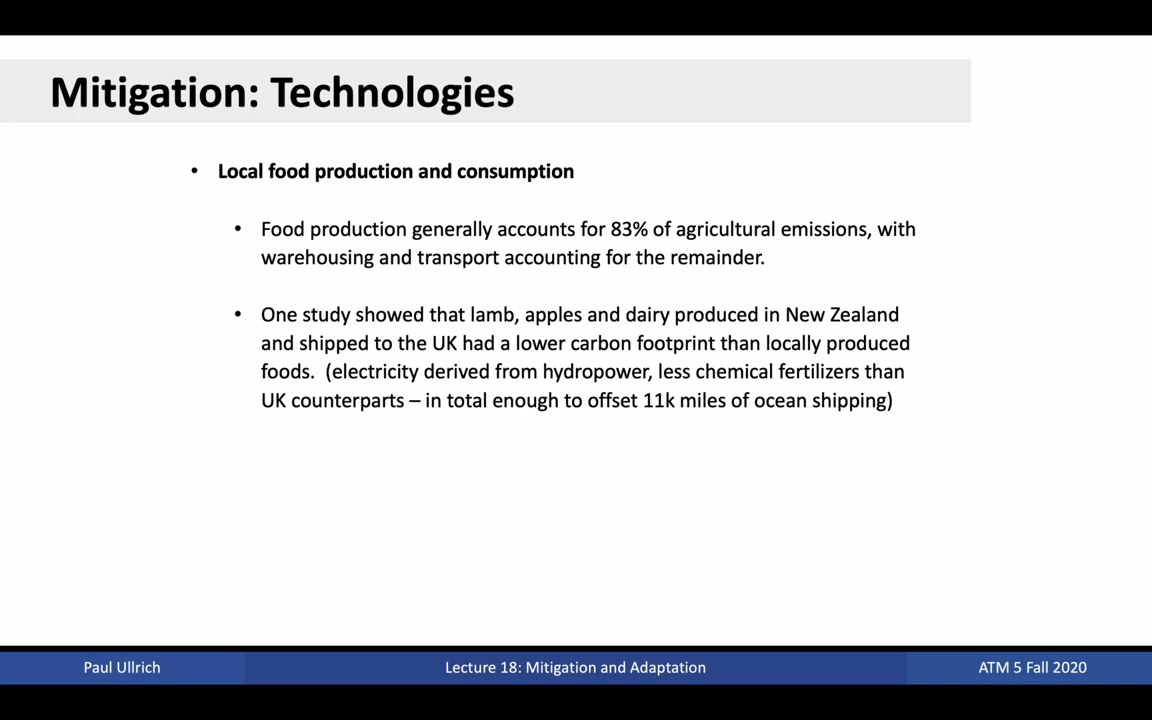 Mitigation: Technologies
• Local food production and consumption
• Food production generally accounts for 83% of agricultural emissions, with
warehousing and transport accounting for the remainder.
• One study showed that lamb, apples and dairy produced in New Zealand
and shipped to the UK had a lower carbon footprint than locally produced
foods.  (electricity derived from hydropower, less chemical fertilizers than
UK counterparts – in total enough to offset 11k miles of ocean shipping)
Paul Ullrich
Lecture 18: Mitigation and Adaptation
ATM 5 Fall 2020